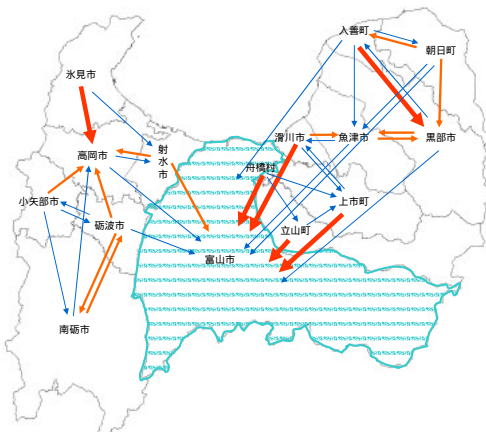 入善町
朝日町
氷見市
滑川市
魚津市
黒部市
高岡市
射
水
市
舟橋村
小矢部市
上市町
砺波市
立山町
富山市
南砺市